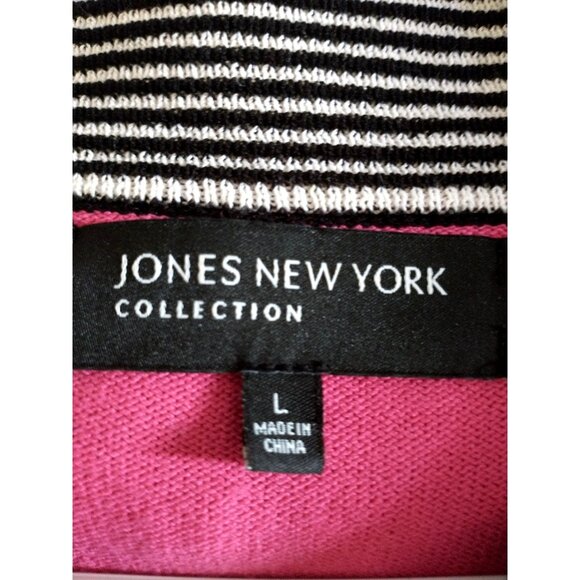 JONES NEW YORK
COLLECTION
L
MADE IN
CHINA